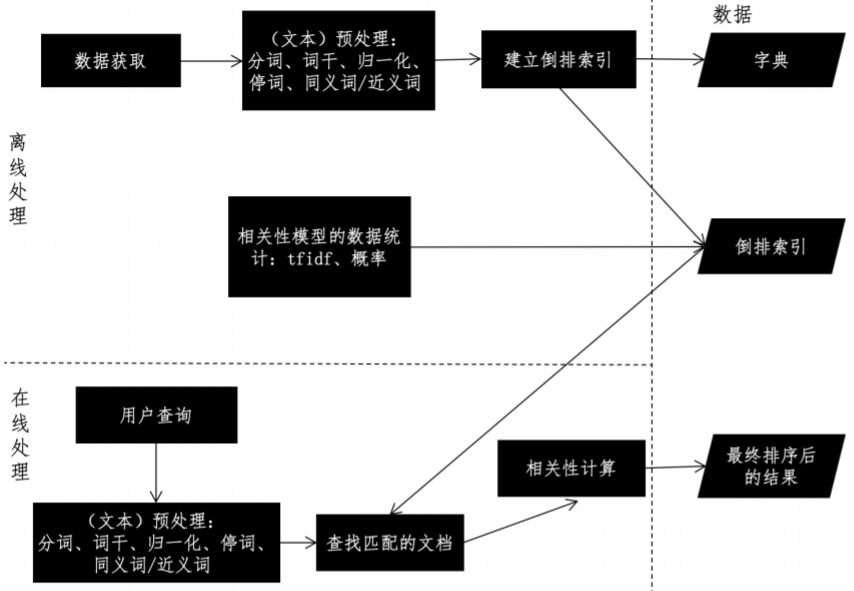 数据
数据获取
（文本）预处理：
分词、词干、归一化、
停词、同义词/近义词
建立倒排索引
字典
离线处理
相关性模型的数据统
计：tfidf、概率
倒排索引
在线处理
用户查询
相关性计算
最终排序后
的结果
（文本）预处理：
分词、词干、归一化、停词、
同义词/近义词
查找匹配的文档